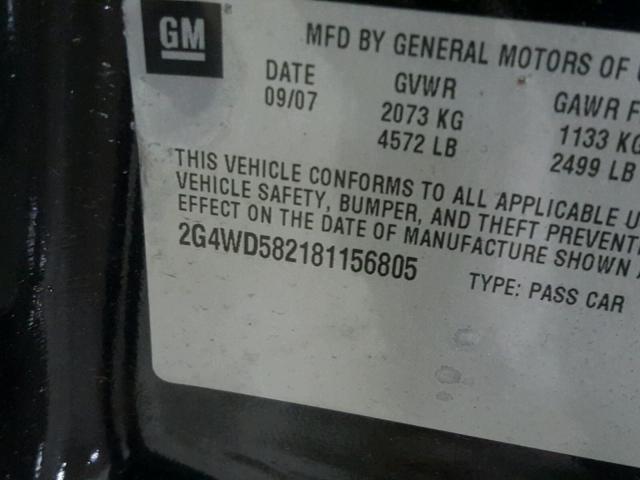 GM ®
MFD BY GENERAL MOTORS OF
DATE GVWR GAWR F
09/07 2073 KG 1133 KG
4572 LB 2499 LB
THIS VEHICLE CONFORMS TO ALL APPLICABLE U
VEHICLE SAFETY, BUMPER, AND THEFT PREVENTI
EFFECT ON THE DATE OF MANUFACTURE SHOWN A
2G4WD582181156805
TYPE: PASS CAR